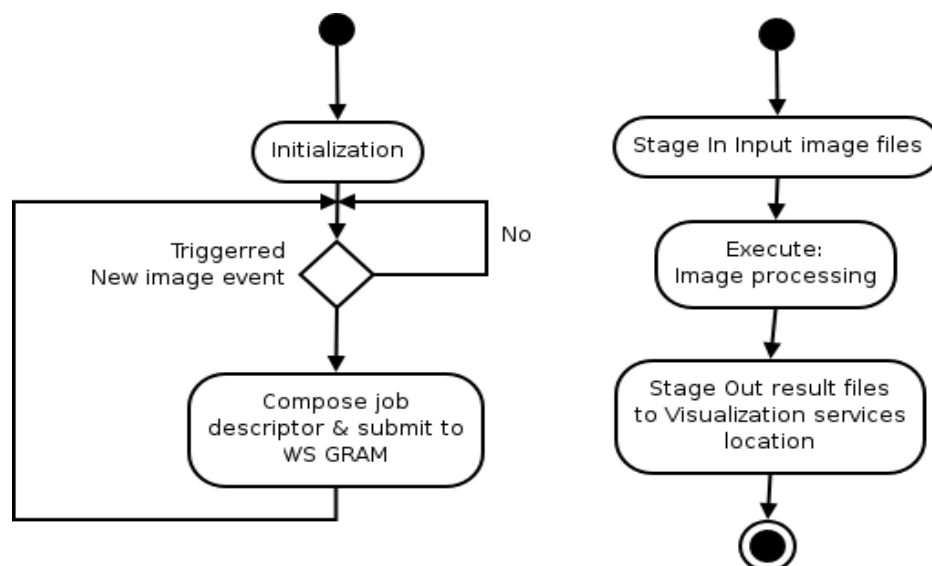 Initialization
Triggerred
New image event
No
Compose job
descriptor & submit to
WS GRAM
Stage In Input image files
Execute:
Image processing
Stage Out result files
to Visualization services
location